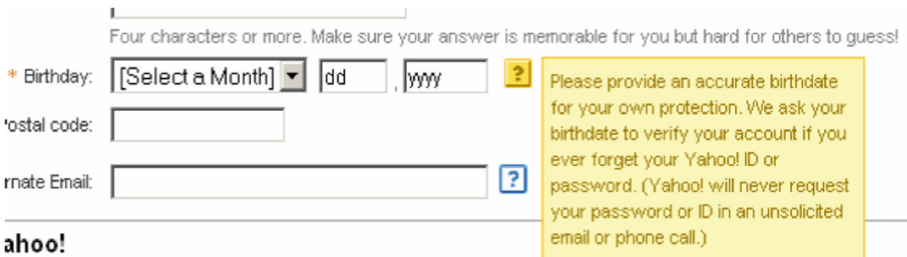 Four characters or more. Make sure your answer is memorable for you but hard for others to guess!
* Birthday: [Select a Month] dd , yyyy ?
Please provide an accurate birthdate
for your own protection. We ask your
birthdate to verify your account if you
ever forget your Yahoo! ID or
password. (Yahoo! will never request
your password or ID in an unsolicited
email or phone call.)
Postal code:
rnate Email: ?
ahoo!